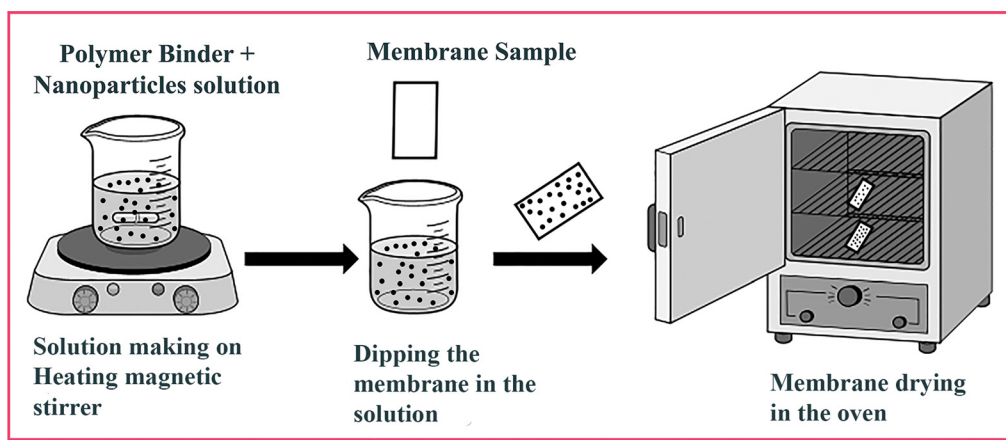 Polymer Binder +
Nanoparticles solution
Membrane Sample
Solution making on
Heating magnetic
stirrer
Dipping the
membrane in the
solution
Membrane drying
in the oven